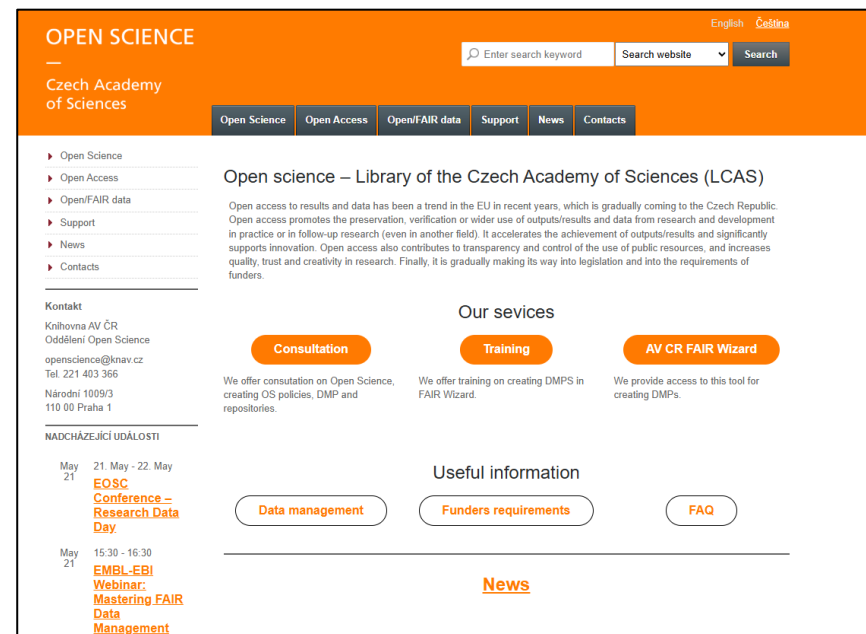 OPEN SCIENCE
—
Czech Academy
of Sciences
English Čeština
Enter search keyword
Search website
Search
Open Science Open Access Open/FAIR data Support News Contacts
Open Science
Open Access
Open/FAIR data
Support
News
Contacts
Kontakt
Knihovna AV ČR
Oddělení Open Science
openscience@knav.cz
Tel. 221 403 366
Národní 1009/3
110 00 Praha 1
NADCHÁZEJÍCÍ UDÁLOSTI
May
21
21. May - 22. May
EOSC
Conference –
Research Data
Day
May
21
15:30 - 16:30
EMBL-EBI
Webinar:
Mastering FAIR
Data
Management
Open science – Library of the Czech Academy of Sciences (LCAS)
Open access to results and data has been a trend in the EU in recent years, which is gradually coming to the Czech Republic.
Open access promotes the preservation, verification or wider use of outputs/results and data from research and development
in practice or in follow-up research (even in another field). It accelerates the achievement of outputs/results and significantly
supports innovation. Open access also contributes to transparency and control of the use of public resources, and increases
quality, trust and creativity in research. Finally, it is gradually making its way into legislation and into the requirements of
funders.
Our sevices
Consultation
We offer consutation on Open Science,
creating OS policies, DMP and
repositories.
Training
We offer training on creating DMPS in
FAIR Wizard.
AV CR FAIR Wizard
We provide access to this tool for
creating DMPs.
Useful information
Data management
Funders requirements
FAQ
News